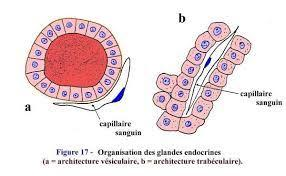 b
a
capillaire
sanguin
capillaire
sanguin
Figure 17 - Organisation des glandes endocrines
(a = architecture vésiculaire, b = architecture trabéculaire).